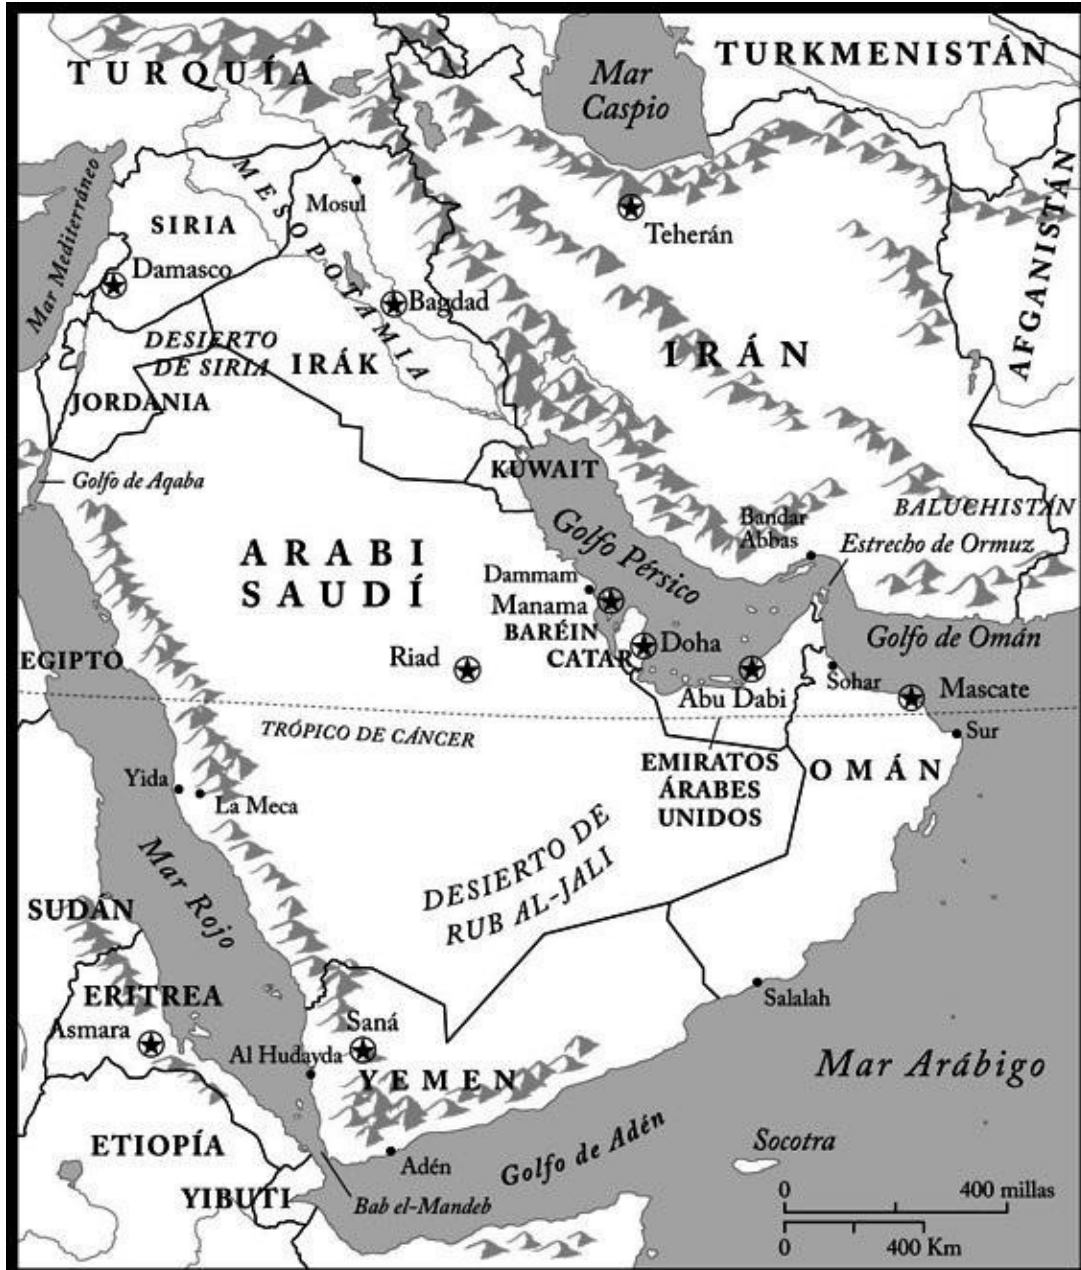 TURQUÍA
Mar
Caspio
TURKMENISTÁN
Mar Mediterráneo
MESOPOTAMIA
Mosul
SIRIA
Damasco
Teherán
AFGANISTÁN
Bagdad
DESIERTO
DE SIRIA
IRÁK
IRÁN
JORDANIA
KUWAIT
Golfo de Aqaba
BALUCHISTÁN
Bandar
Abbas
Estrecho de Ormuz
Golfo Pérsico
ARABI
SAUDÍ
Dammam
Manama
BARÉIN
CATAR
Doha
Golfo de Omán
EGIPTO
Riad
Abu Dabi
Sohar
Mascate
TRÓPICO DE CÁNCER
Sur
EMIRATOS
ÁRABES
UNIDOS
OMÁN
Yida
La Meca
Mar Rojo
DESIERTO DE
RUB AL-JALI
SUDÁN
ERITREA
Asmara
Saná
Al Hudayda
YEMEN
Salalah
Mar Arábigo
ETIOPÍA
Adén
Golfo de Adén
Socotra
YIBUTI
Bab el-Mandeb
0 400 millas
0 400 Km